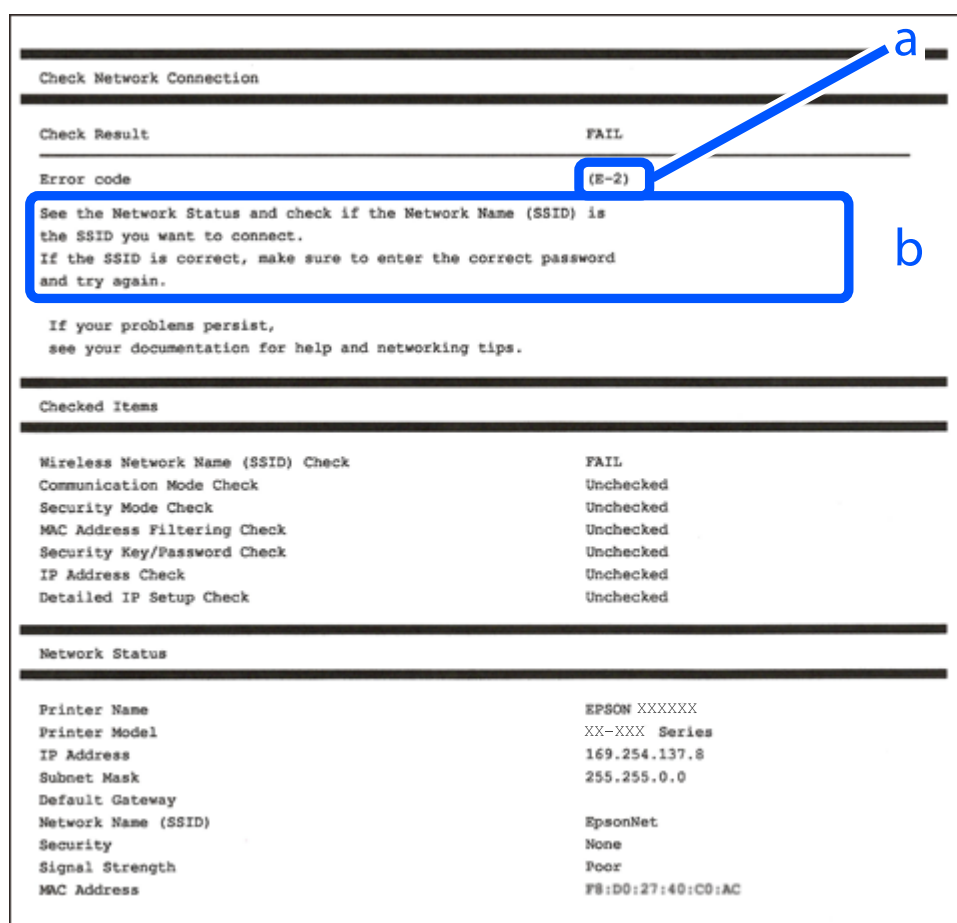 a
Check Network Connection
Check Result FAIL
Error code (E-2)
b
See the Network Status and check if the Network Name (SSID) is
the SSID you want to connect.
If the SSID is correct, make sure to enter the correct password
and try again.
If your problems persist,
see your documentation for help and networking tips.
Checked Items
Wireless Network Name (SSID) Check FAIL
Communication Mode Check Unchecked
Security Mode Check Unchecked
MAC Address Filtering Check Unchecked
Security Key/Password Check Unchecked
IP Address Check Unchecked
Detailed IP Setup Check Unchecked
Network Status
Printer Name EPSON XXXXXX
Printer Model XX-XXX Series
IP Address 169.254.137.8
Subnet Mask 255.255.0.0
Default Gateway
Network Name (SSID) EpsonNet
Security None
Signal Strength Poor
MAC Address F8:D0:27:40:C0:AC